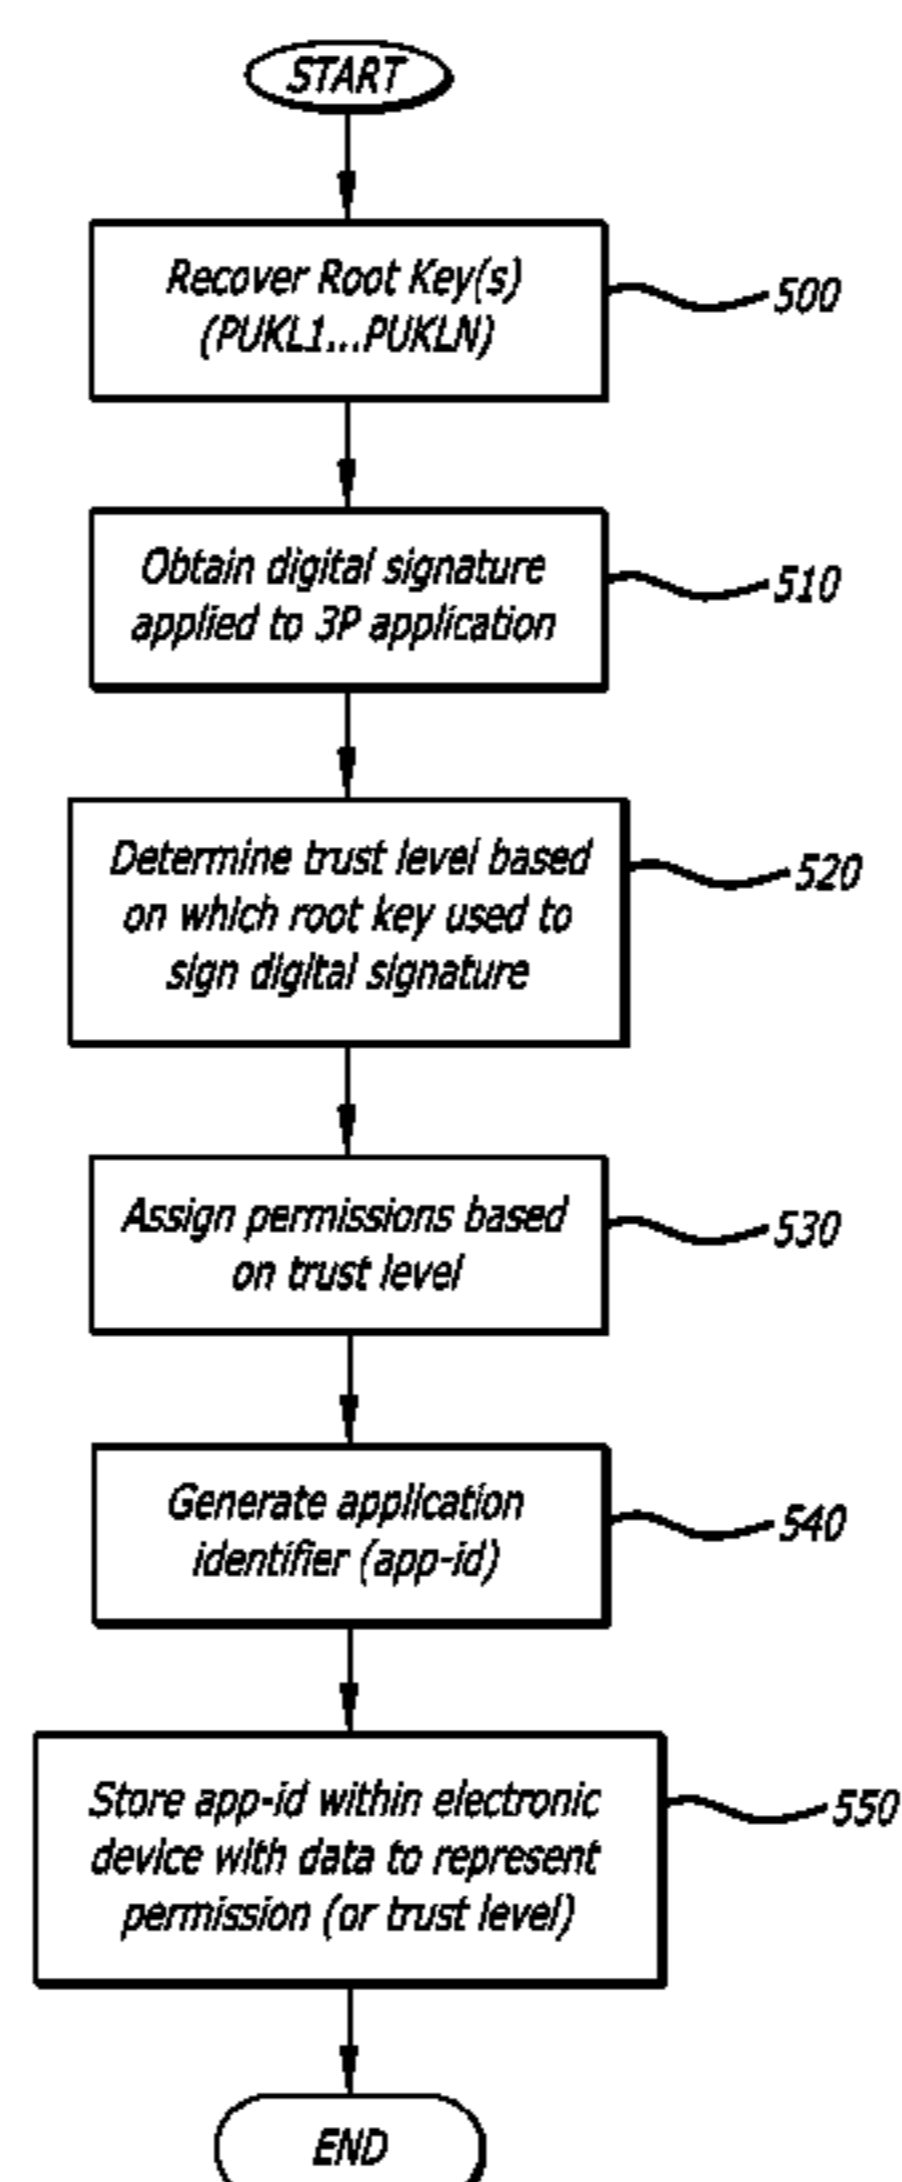 START
Recover Root Key(s)
(PUKL1...PUKLN)
500
Obtain digital signature
applied to 3P application
510
Determine trust level based
on which root key used to
sign digital signature
520
Assign permissions based
on trust level
530
Generate application
identifier (app-id)
540
Store app-id within electronic
device with data to represent
permission (or trust level)
550
END